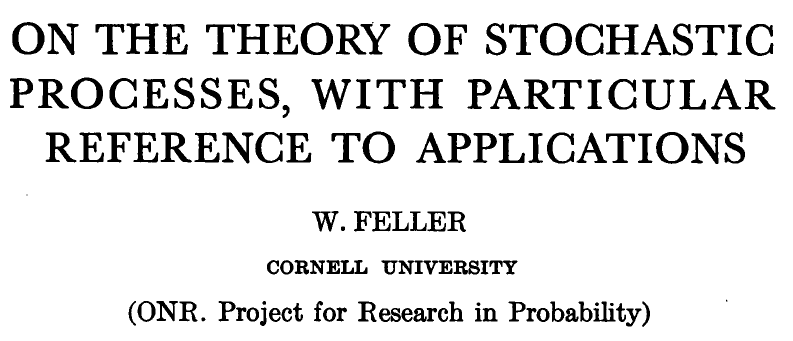 ON THE THEORY OF STOCHASTIC
PROCESSES, WITH PARTICULAR
REFERENCE TO APPLICATIONS
W. FELLER
CORNELL UNIVERSITY
(ONR. Project for Research in Probability)